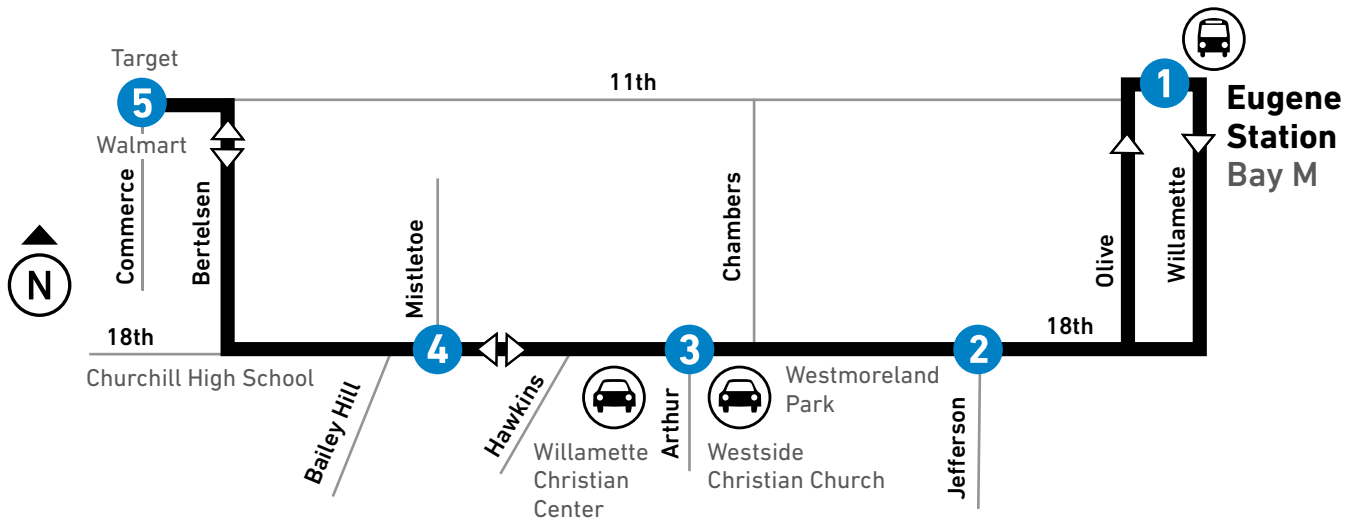 Target
5
Walmart
Commerce
Bertelsen
11th
1
Eugene
Station
Bay M
Willamette
Olive
Chambers
Mistletoe
N
18th
Churchill High School
4
3
2
18th
Bailey Hill
Hawkins
Willamette
Christian
Center
Arthur
Westside
Christian Church
Westmoreland
Park
Jefferson